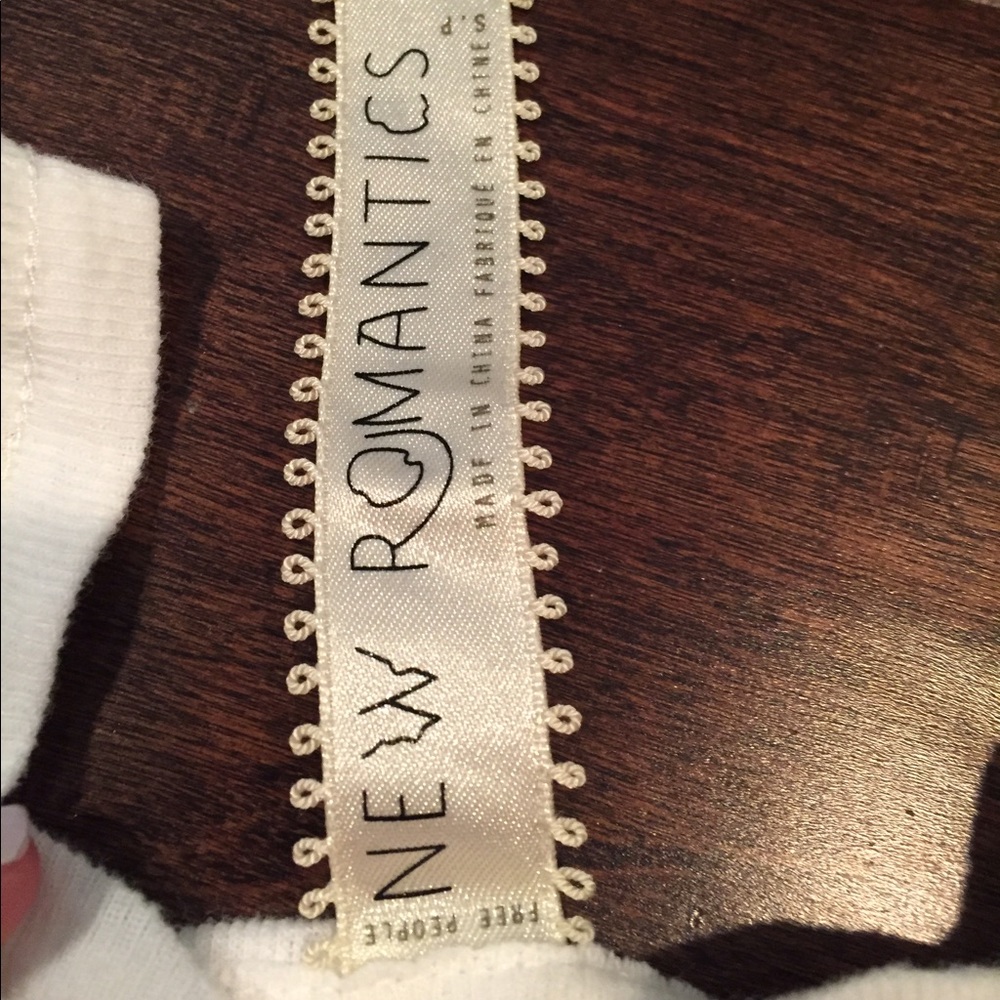 FREE PEOPLE
NEW ROMANTICS
MADE IN CHINA FABRIQUÉ EN CHINE